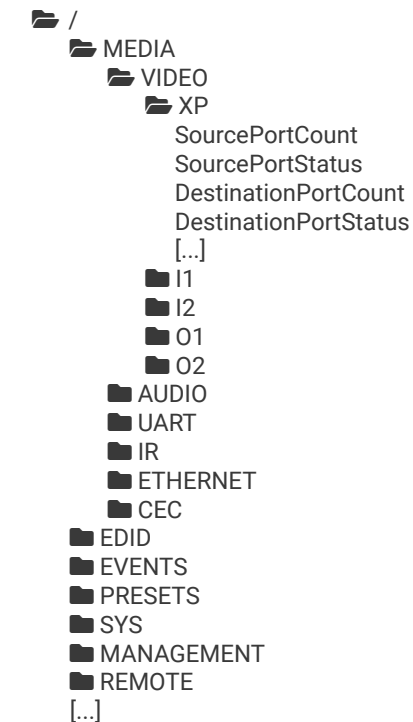 /
MEDIA
VIDEO
XP
SourcePortCount
SourcePortStatus
DestinationPortCount
DestinationPortStatus
[...]
I1
I2
O1
O2
AUDIO
UART
IR
ETHERNET
CEC
EDID
EVENTS
PRESETS
SYS
MANAGEMENT
REMOTE
[...]